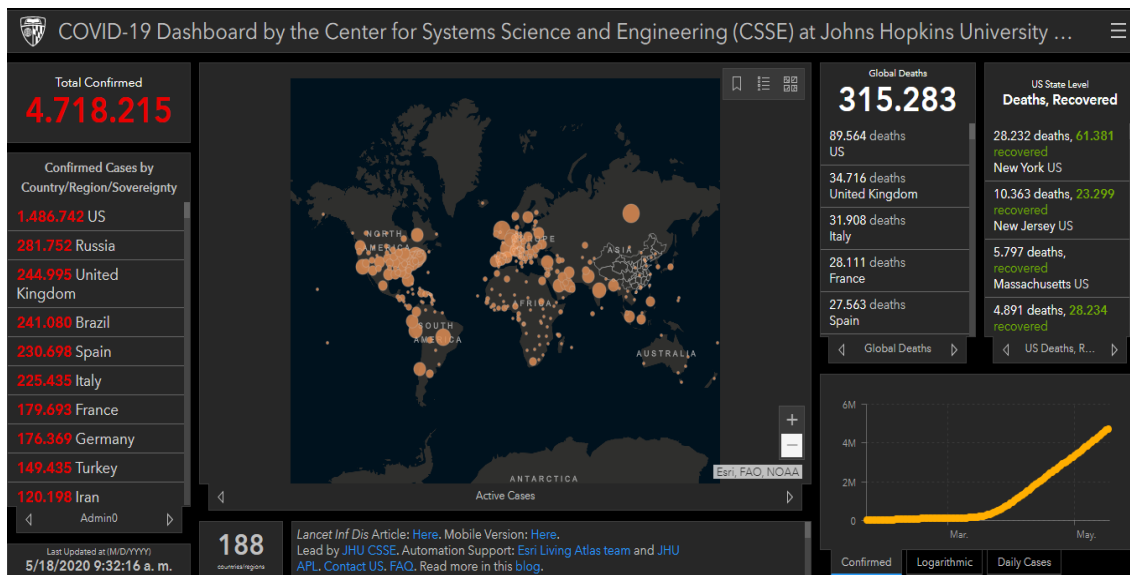 COVID-19 Dashboard by the Center for Systems Science and Engineering (CSSE) at Johns Hopkins University ...
Total Confirmed
4.718.215
Confirmed Cases by
Country/Region/Sovereignty
1.486.742 US
281.752 Russia
244.995 United
Kingdom
241.080 Brazil
230.698 Spain
225.435 Italy
179.693 France
176.369 Germany
149.435 Turkey
120.198 Iran
Admin0
Last Updated at (M/D/YYYY)
5/18/2020 9:32:16 a. m.
NORTH
AMERICA
EUROPE
ASIA
AFRICA
SOUTH
AMERICA
AUSTRALIA
ANTARCTICA
+
−
Esri, FAO, NOAA
Active Cases
188
countries/regions
Lancet Inf Dis Article: Here. Mobile Version: Here.
Lead by JHU CSSE. Automation Support: Esri Living Atlas team and JHU
APL. Contact US. FAQ. Read more in this blog.
Global Deaths
315.283
89.564 deaths
US
34.716 deaths
United Kingdom
31.908 deaths
Italy
28.111 deaths
France
27.563 deaths
Spain
Global Deaths
US State Level
Deaths, Recovered
28.232 deaths, 61.381
recovered
New York US
10.363 deaths, 23.299
recovered
New Jersey US
5.797 deaths,
recovered
Massachusetts US
4.891 deaths, 28.234
recovered
US Deaths, R...
6M
4M
2M
0
Mar.
May.
Confirmed
Logarithmic
Daily Cases